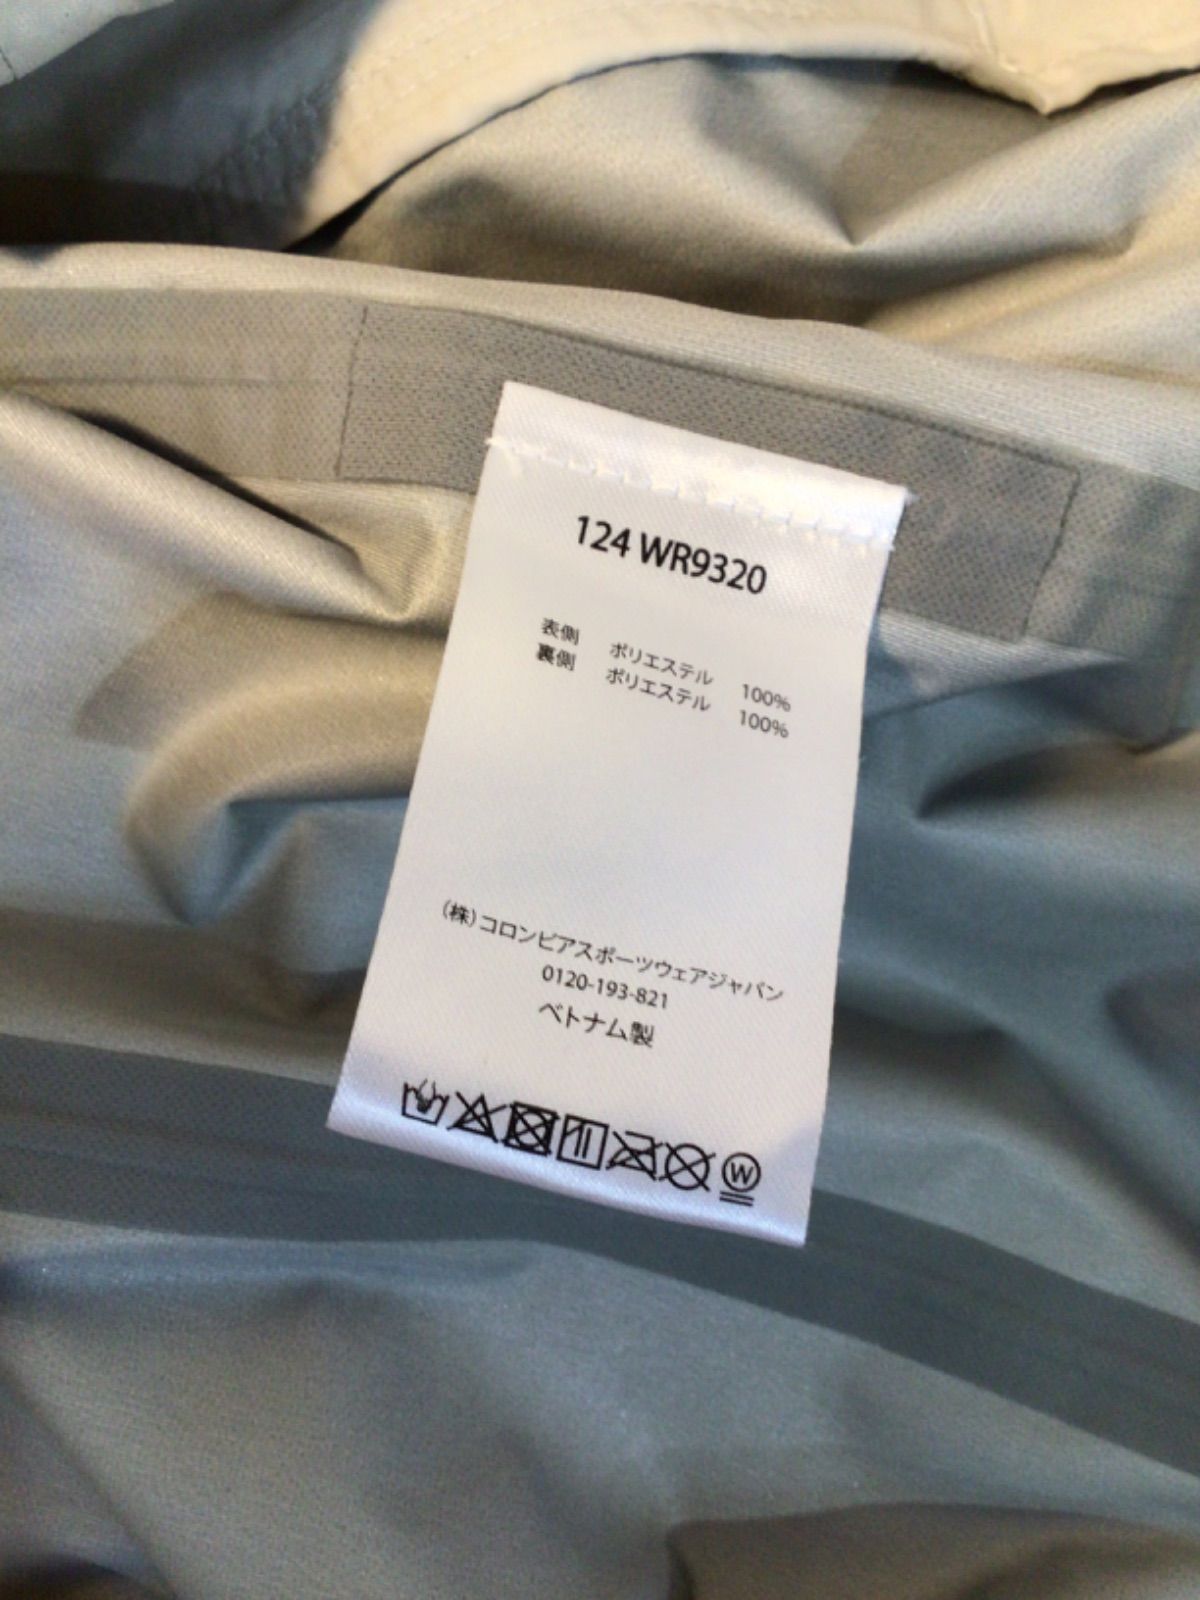 124 WR9320
表側 ポリエステル 100%
裏側 ポリエステル 100%
(株)コロンビアスポーツウェアジャパン
0120-193-821
ベトナム製
W